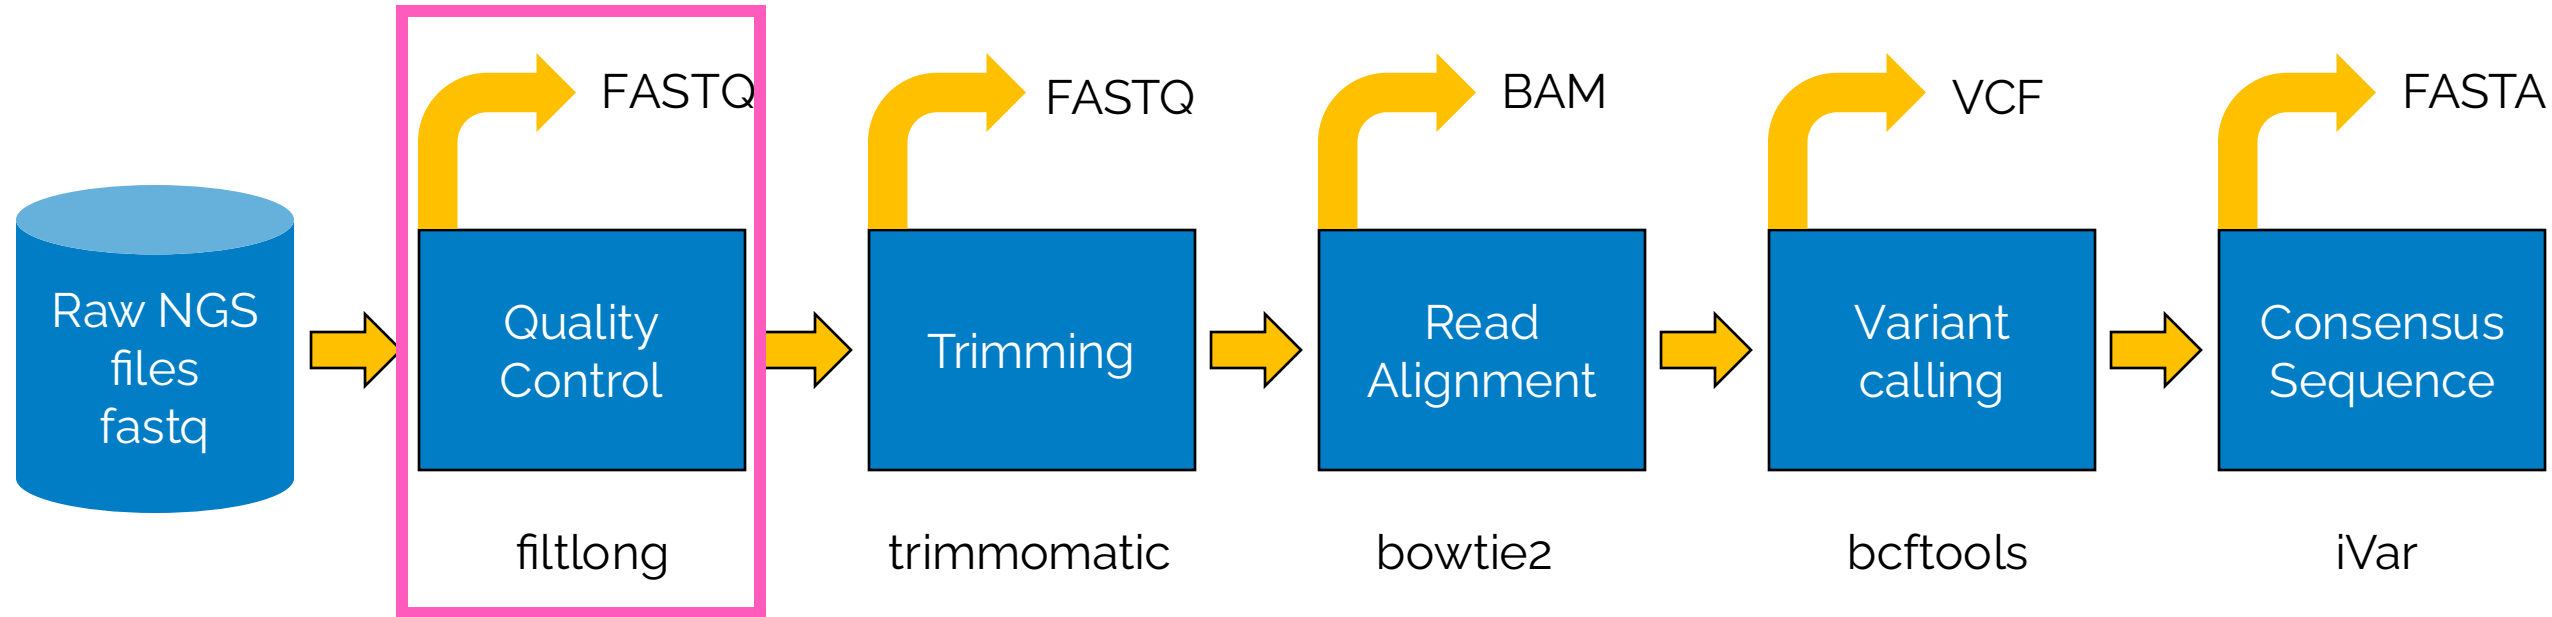 FASTQ
FASTQ
BAM
VCF
FASTA
Raw NGS
files
fastq
Quality
Control
Trimming
Read
Alignment
Variant
calling
Consensus
Sequence
filtlong
trimmomatic
bowtie2
bcftools
iVar